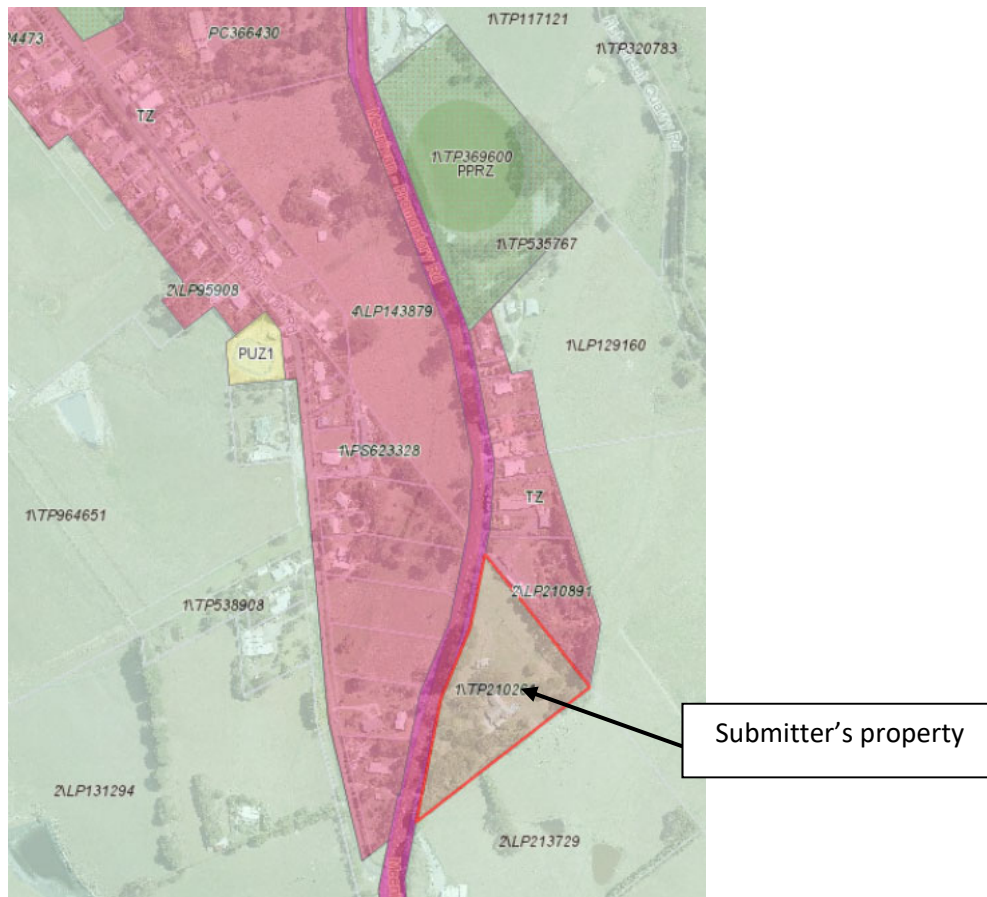 1\TP117121
PC366430
1\TP320783
TZ
1\TP369600
PPRZ
1\TP535767
2\LP95908
4\LP143879
PUZ1
1\LP129160
1\PS623328
TZ
1\TP964651
2\LP210891
1\TP538908
Submitter's property
2\LP131294
2\LP213729